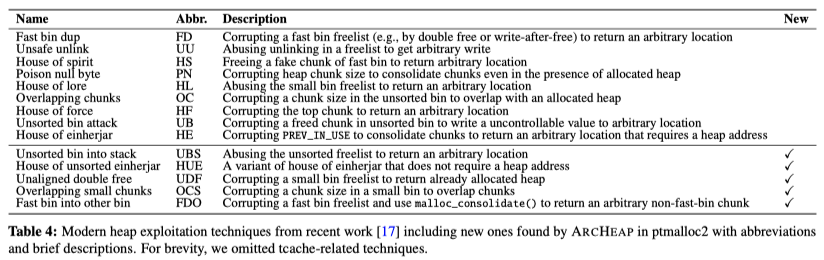 Name Abbr. Description New
Fast bin dup FD Corrupting a fast bin freelist (e.g., by double free or write-after-free) to return an arbitrary location
Unsafe unlink UU Abusing unlinking in a freelist to get arbitrary write
House of spirit HS Freeing a fake chunk of fast bin to return arbitrary location
Poison null byte PN Corrupting heap chunk size to consolidate chunks even in the presence of allocated heap
House of lore HL Abusing the small bin freelist to return an arbitrary location
Overlapping chunks OC Corrupting a chunk size in the unsorted bin to overlap with an allocated heap
House of force HF Corrupting the top chunk to return an arbitrary location
Unsorted bin attack UB Corrupting a freed chunk in unsorted bin to write a uncontrollable value to arbitrary location
House of einherjar HE Corrupting PREV_IN_USE to consolidate chunks to return an arbitrary location that requires a heap address
Unsorted bin into stack UBS Abusing the unsorted freelist to return an arbitrary location ✓
House of unsorted einherjar HUE A variant of house of einherjar that does not require a heap address ✓
Unaligned double free UDF Corrupting a small bin freelist to return already allocated heap ✓
Overlapping small chunks OCS Corrupting a chunk size in a small bin to overlap chunks ✓
Fast bin into other bin FDO Corrupting a fast bin freelist and use malloc_consolidate() to return an arbitrary non-fast-bin chunk ✓
Table 4: Modern heap exploitation techniques from recent work [17] including new ones found by ARCHEAP in ptmalloc2 with abbreviations
and brief descriptions. For brevity, we omitted tcache-related techniques.